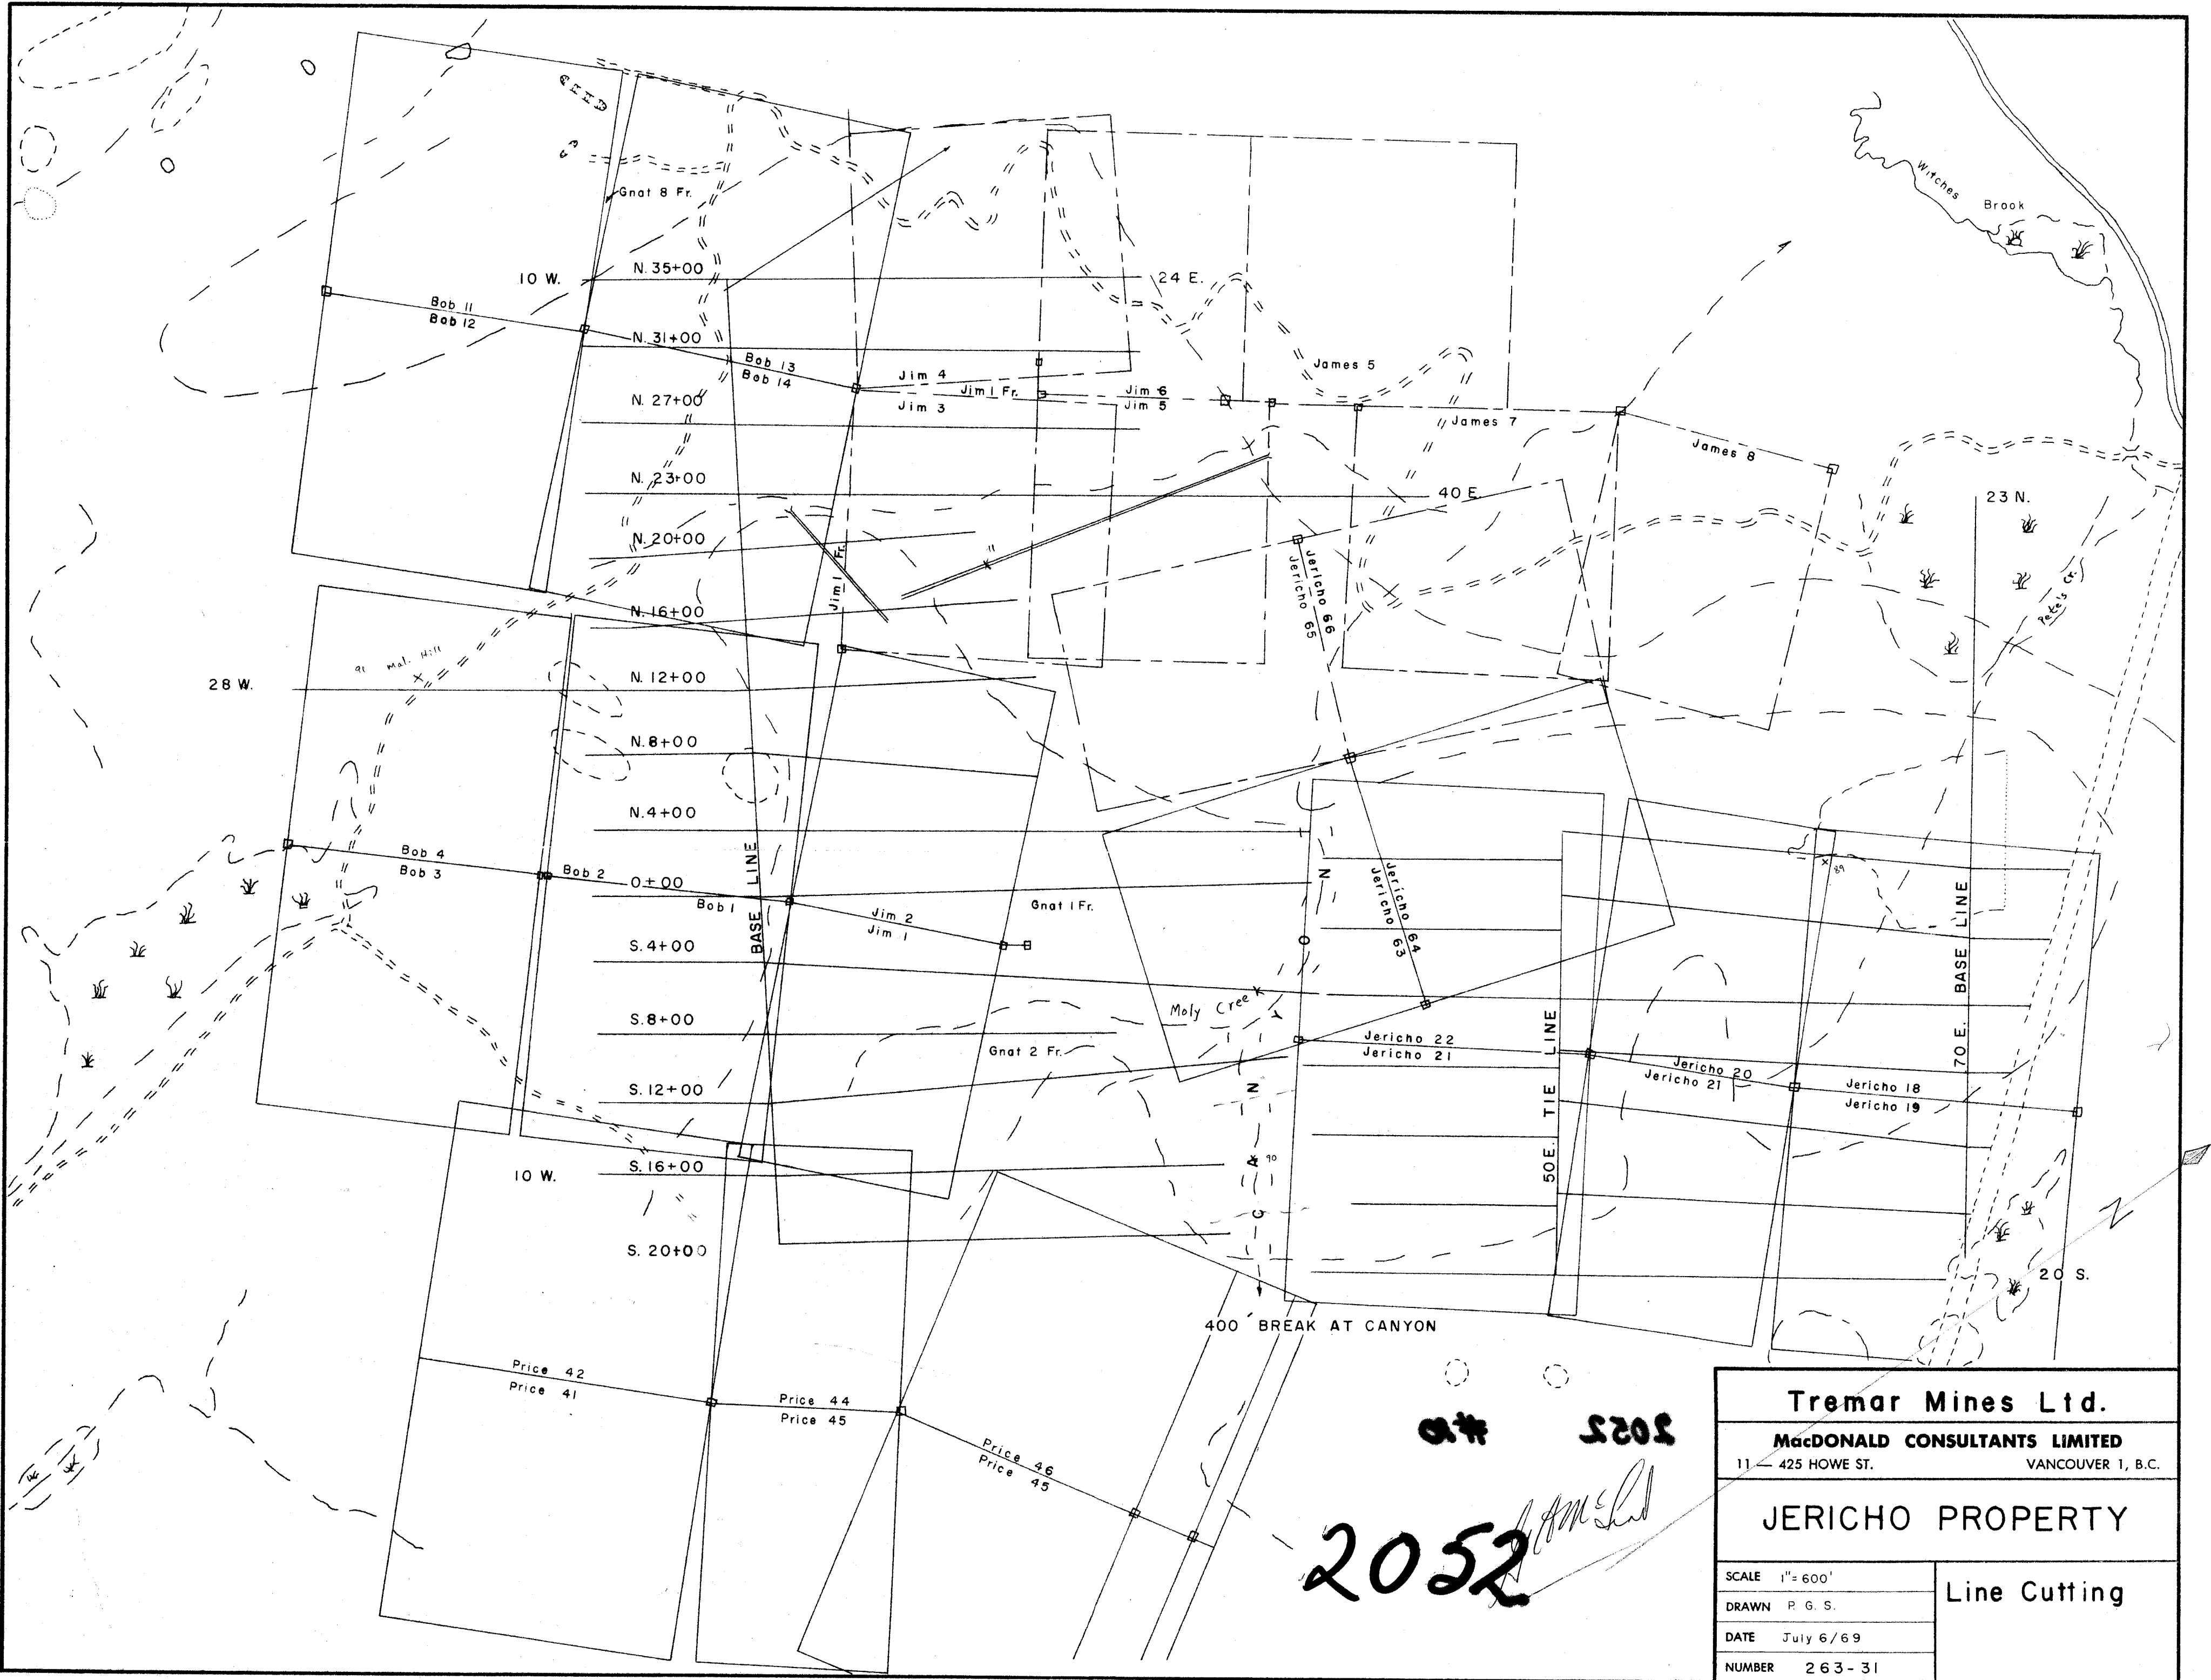 Witches
Brook
Gnat 8 Fr.
10 W.
N. 35+00
24 E.
Bob 11
Bob 12
N. 31+00
Bob 13
Bob 14
James 5
Jim 4
Jim 1 Fr.
Jim 3
Jim 6
Jim 5
N. 27+00
James 7
James 8
N. 23+00
40 E.
23 N.
N. 20+00
Jim 1 Fr.
Jericho 66
Jericho 65
Pete's Cr.
N. 16+00
91 Mal. Hill
28 W.
N. 12+00
N. 8+00
N. 4+00
BASE LINE
Bob 4
Bob 3
Bob 2
Bob 1
0+00
89
Jericho 64
Jericho 63
Gnat 1 Fr.
Jim 2
Jim 1
S. 4+00
70 E. BASE LINE
Moly Creek
S. 8+00
CANYON
50 E. TIE LINE
Gnat 2 Fr.
Jericho 22
Jericho 21
Jericho 20
Jericho 21
Jericho 18
Jericho 19
S. 12+00
90
10 W.
S. 16+00
N
S. 20+00
20 S.
400' BREAK AT CANYON
Price 42
Price 41
Price 44
Price 45
Price 46
Price 45
2052
2052
Tremar Mines Ltd.
MacDONALD CONSULTANTS LIMITED
11 — 425 HOWE ST. VANCOUVER 1, B.C.
JERICHO PROPERTY
SCALE 1"= 600'
Line Cutting
DRAWN P. G. S.
DATE July 6/69
NUMBER 263-31